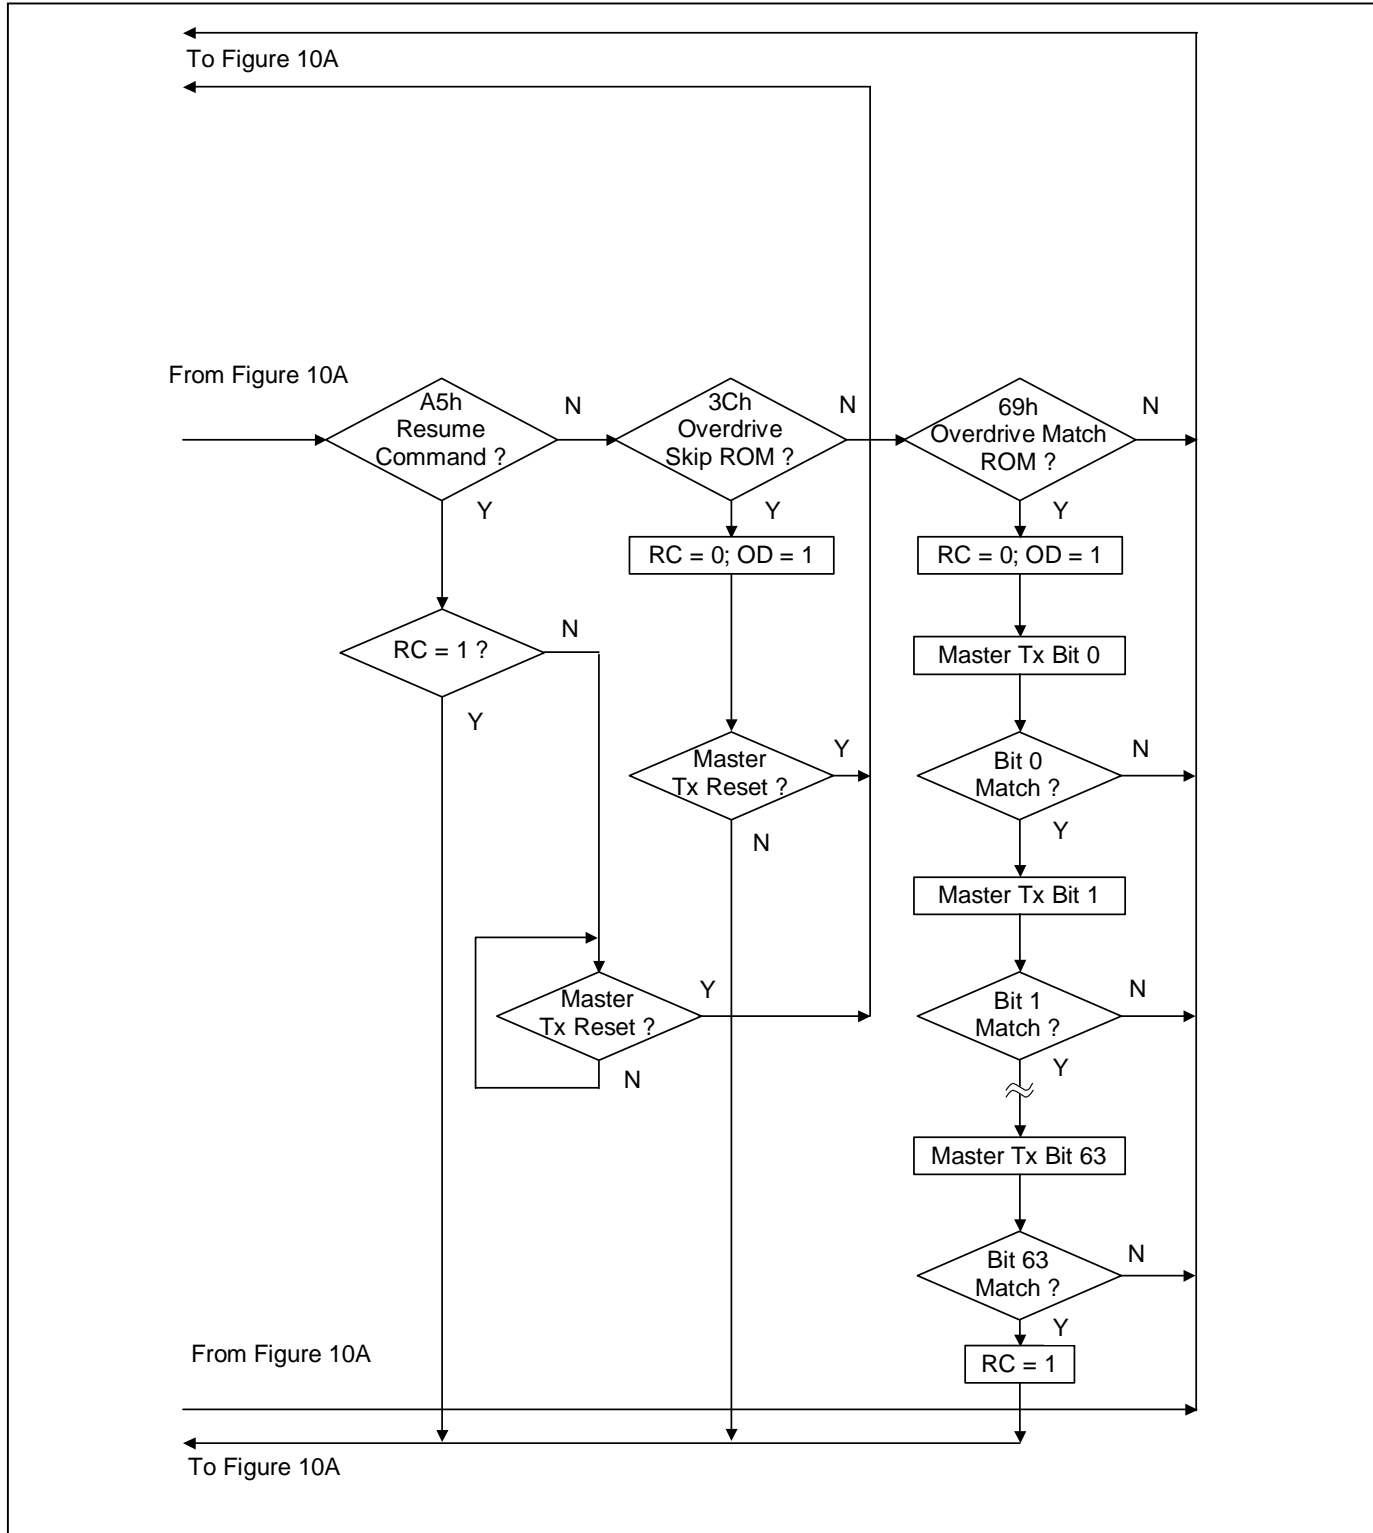 To Figure 10A
From Figure 10A
A5h
Resume
Command ?
N
Y
3Ch
Overdrive
Skip ROM ?
N
Y
69h
Overdrive Match
ROM ?
N
Y
RC = 0; OD = 1
RC = 0; OD = 1
RC = 1 ?
N
Y
Master Tx Bit 0
Master
Tx Reset ?
Y
N
Bit 0
Match ?
N
Y
Master Tx Bit 1
Master
Tx Reset ?
Y
N
Bit 1
Match ?
N
Y
Master Tx Bit 63
Bit 63
Match ?
N
Y
From Figure 10A
RC = 1
To Figure 10A